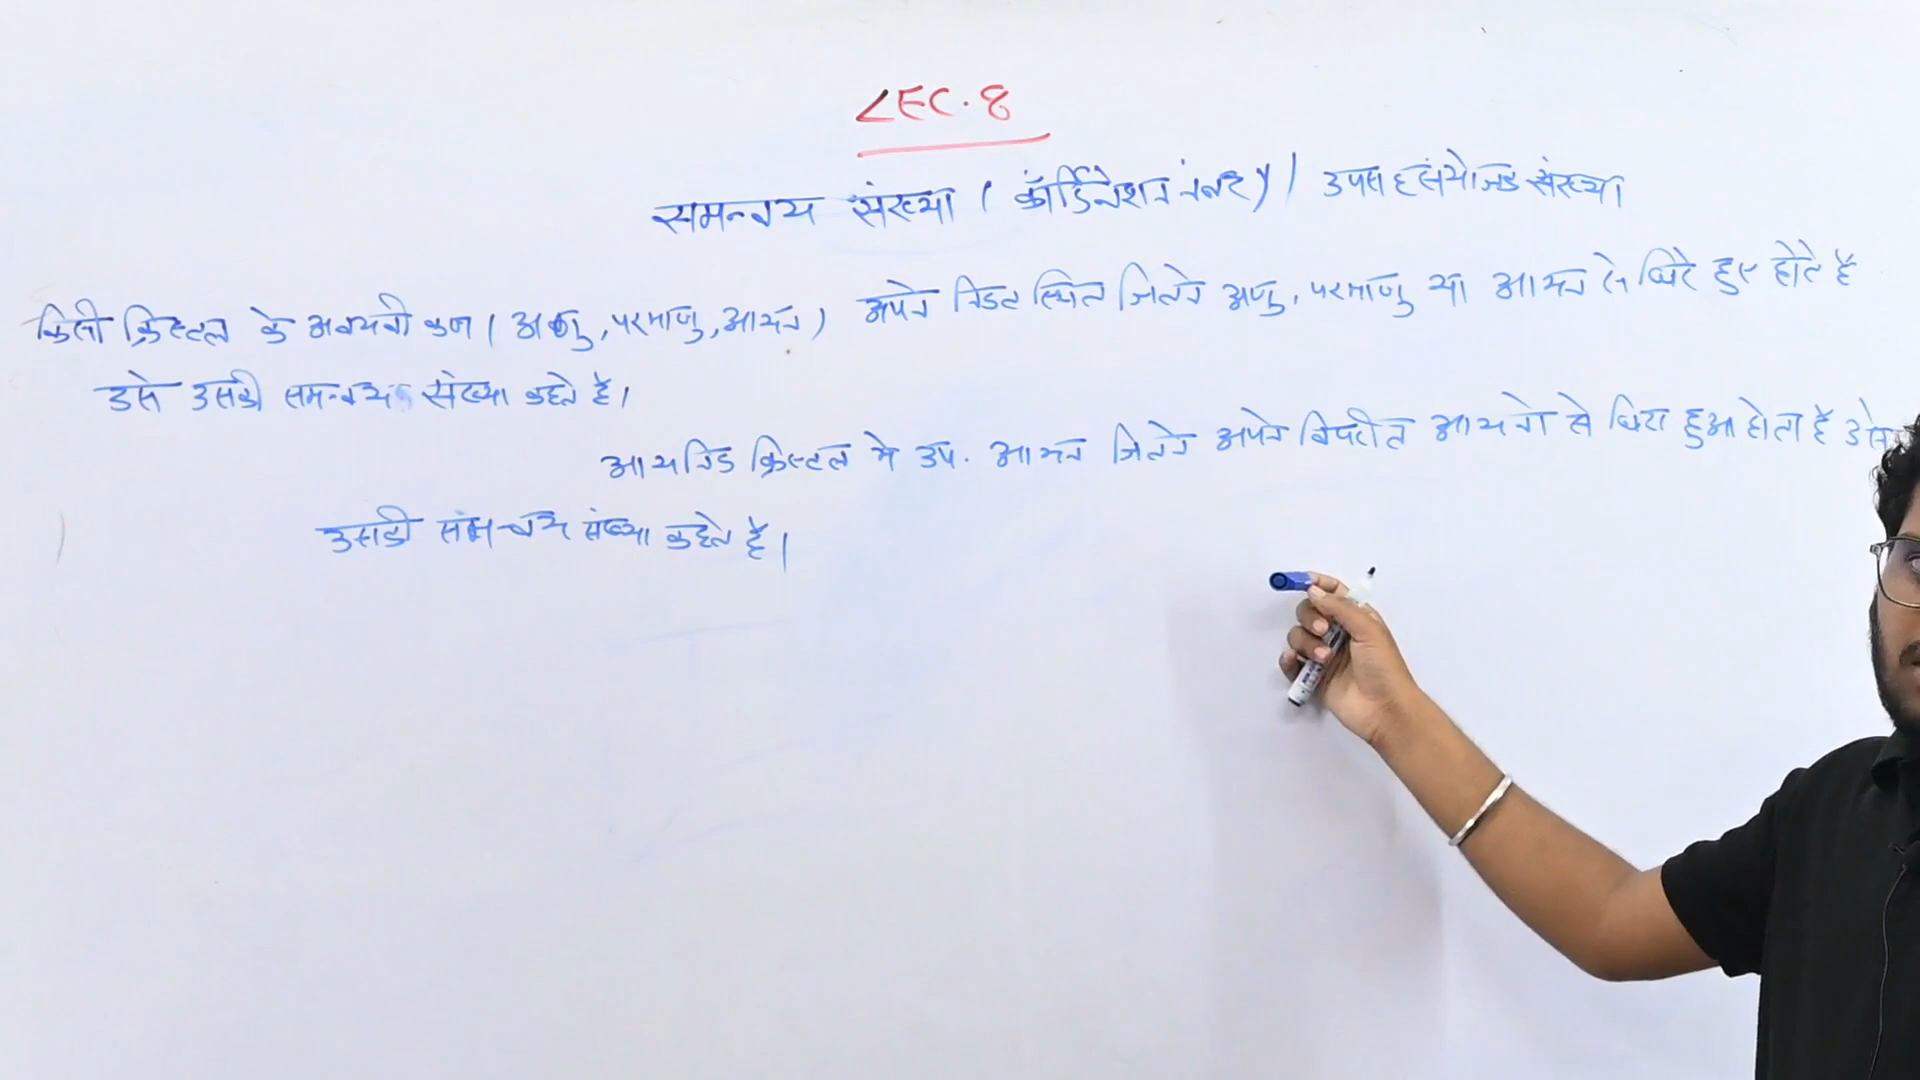 LEC. 8
समन्वय संख्या ( कॉर्डिनेशन नंबर ) / उपसहसंयोजक संख्या
किसी क्रिस्टल के अवयवी कण ( अणु, परमाणु, आयन ) अपने निकट स्थित जितने अणु, परमाणु या आयन से घिरे हुए होते है
उसे उसकी समन्वय संख्या कहते है।
आयनिक क्रिस्टल मे उप. आयन जितने अपने विपरीत आयनो से घिरा हुआ होता है उसे
उसकी समन्वय संख्या कहते है।